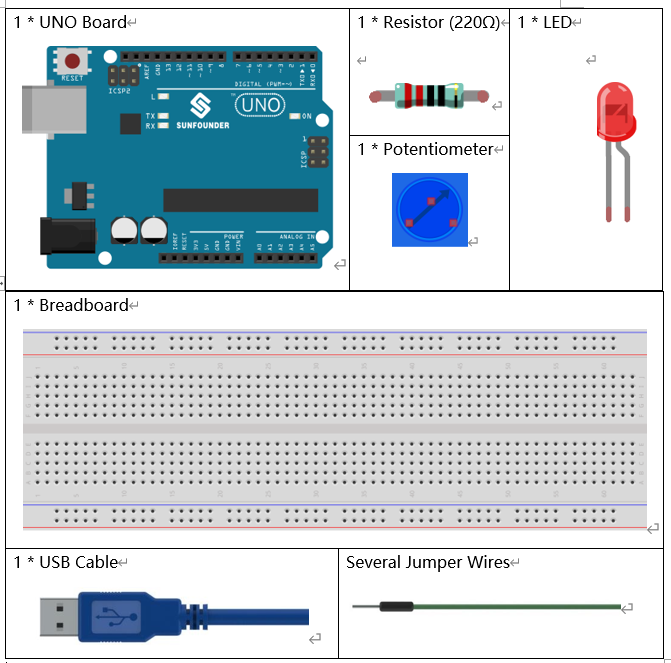 1 * UNO Board
1 * Resistor (220Ω)
1 * LED
RESET
ICSP2
AREF
GND
13
12
~11
~10
~9
8
7
~6
~5
4
~3
2
TX0▶1
RX0◀0
DIGITAL (PWM~)
L
TX
RX
SUNFOUNDER
UNO
ON
1
ICSP
1 * Potentiometer
POWER
ANALOG IN
IOREF
RESET
3V3
5V
GND
GND
VIN
A0
A1
A2
A3
A4
A5
1 * Breadboard
1 * USB Cable
Several Jumper Wires